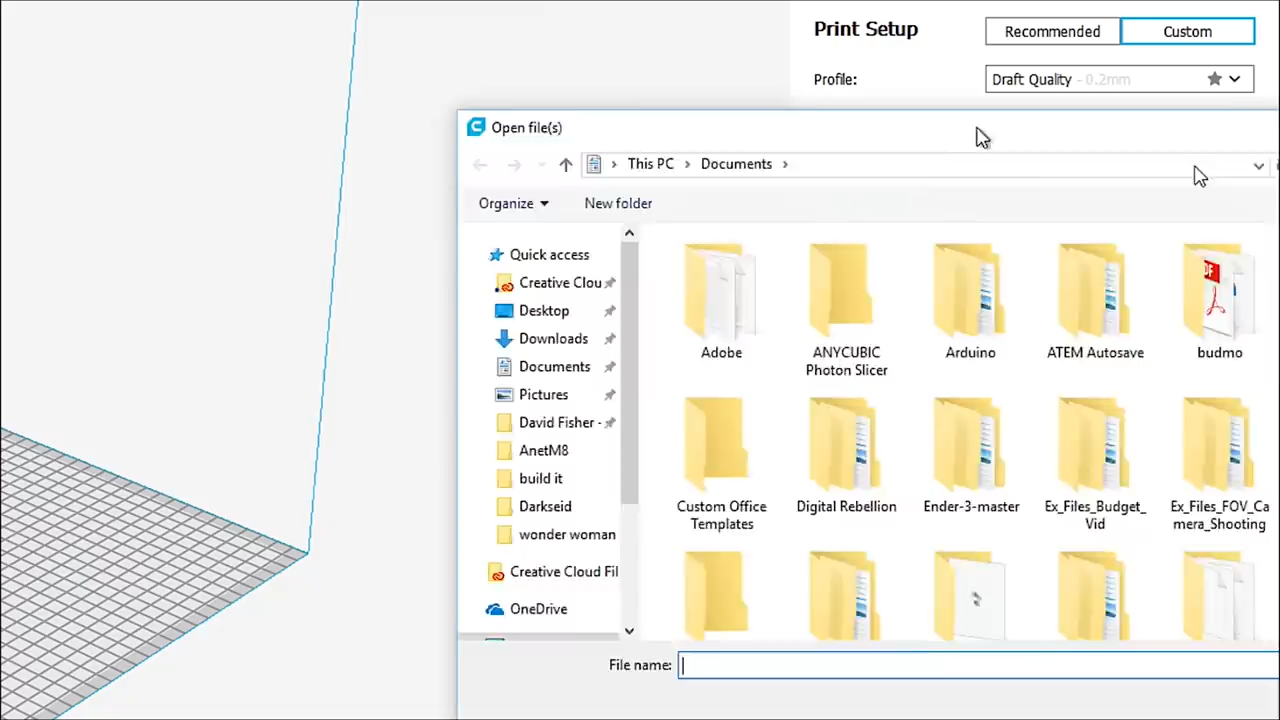 Print Setup
Recommended
Custom
Profile:
Draft Quality - 0.2mm
Open file(s)
This PC
Documents
Organize
New folder
Quick access
Creative Clou
Desktop
Downloads
Documents
Pictures
David Fisher -
AnetM8
build it
Darkseid
wonder woman
Creative Cloud Fil
OneDrive
Adobe
ANYCUBIC
Photon Slicer
Arduino
ATEM Autosave
budmo
Custom Office
Templates
Digital Rebellion
Ender-3-master
Ex_Files_Budget_
Vid
Ex_Files_FOV_Ca
mera_Shooting
File name: